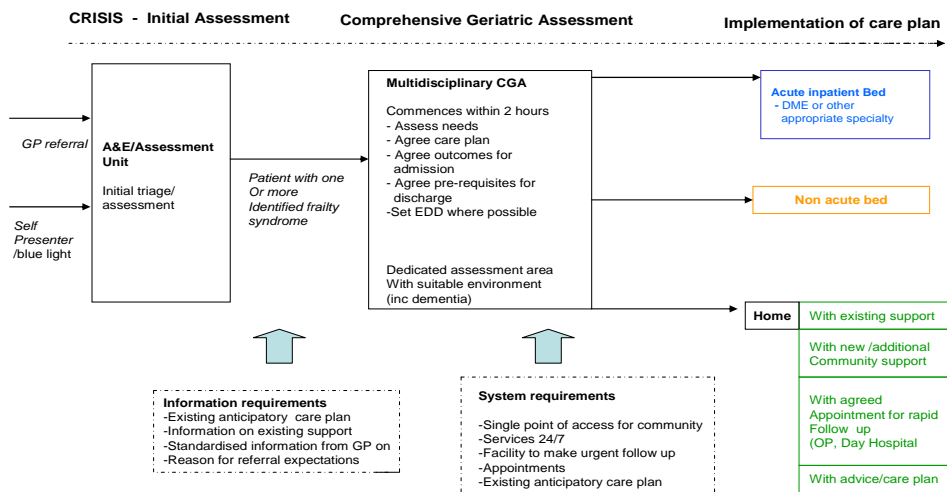 CRISIS - Initial Assessment
Comprehensive Geriatric Assessment
Implementation of care plan
GP referral
Self
Presenter
/blue light
A&E/Assessment
Unit
Initial triage/
assessment
Patient with one
Or more
Identified frailty
syndrome
Multidisciplinary CGA
Commences within 2 hours
- Assess needs
- Agree care plan
- Agree outcomes for
admission
- Agree pre-requisites for
discharge
-Set EDD where possible
Dedicated assessment area
With suitable environment
(inc dementia)
Acute inpatient Bed
- DME or other
appropriate specialty
Non acute bed
Home
With existing support
With new /additional
Community support
With agreed
Appointment for rapid
Follow up
(OP, Day Hospital
With advice/care plan
Information requirements
-Existing anticipatory care plan
-Information on existing support
-Standardised information from GP on
-Reason for referral expectations
System requirements
-Single point of access for community
-Services 24/7
-Facility to make urgent follow up
-Appointments
-Existing anticipatory care plan